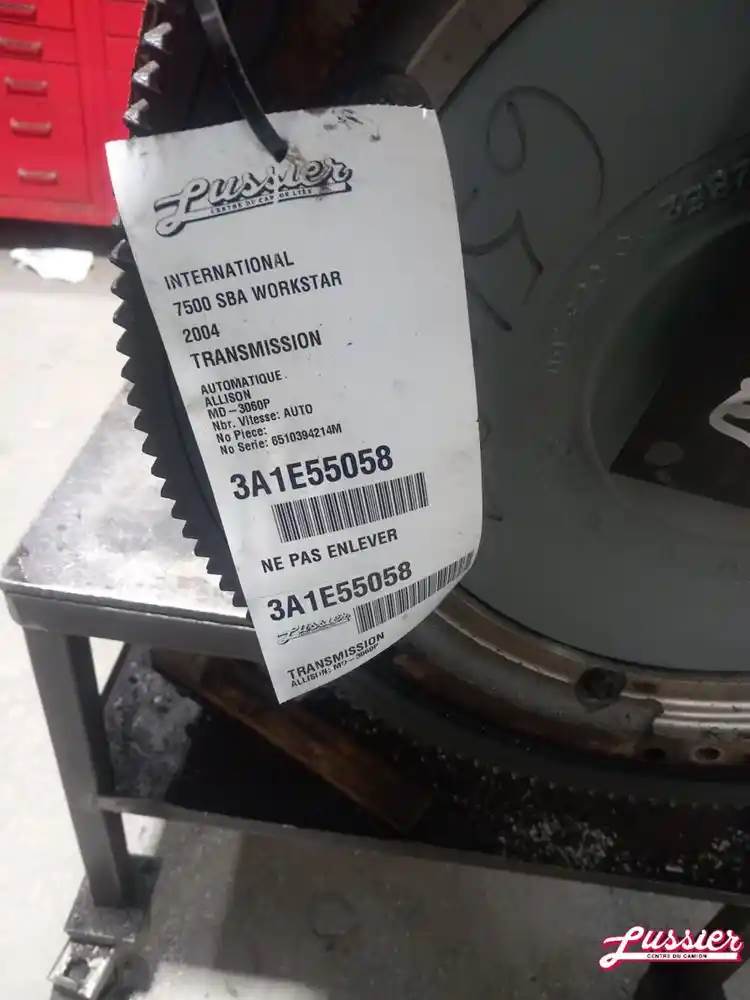 Lussier
CENTRE DU CAMION LTÉE
INTERNATIONAL
7500 SBA WORKSTAR
2004
TRANSMISSION
AUTOMATIQUE
ALLISON
MD-3060P
Nbr. Vitesse: AUTO
No Piece:
No Serie: 6510394214M
3A1E55058
NE PAS ENLEVER
3A1E55058
Lussier
TRANSMISSION
ALLISON: MD-3060P
Lussier
CENTRE DU CAMION